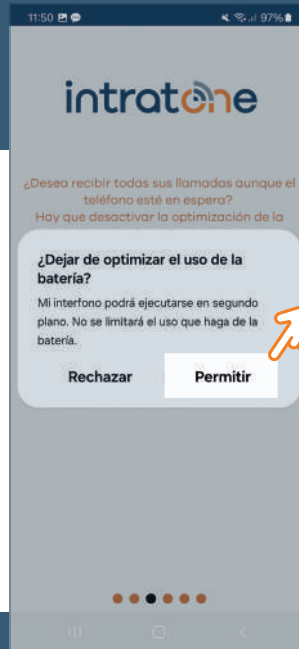 11:50 97%
intratone
¿Desea recibir todas sus llamadas aunque el
teléfono esté en espera?
Hay que desactivar la optimización de la
¿Dejar de optimizar el uso de la
batería?
Mi interfono podrá ejecutarse en segundo
plano. No se limitará el uso que haga de la
batería.
Rechazar Permitir